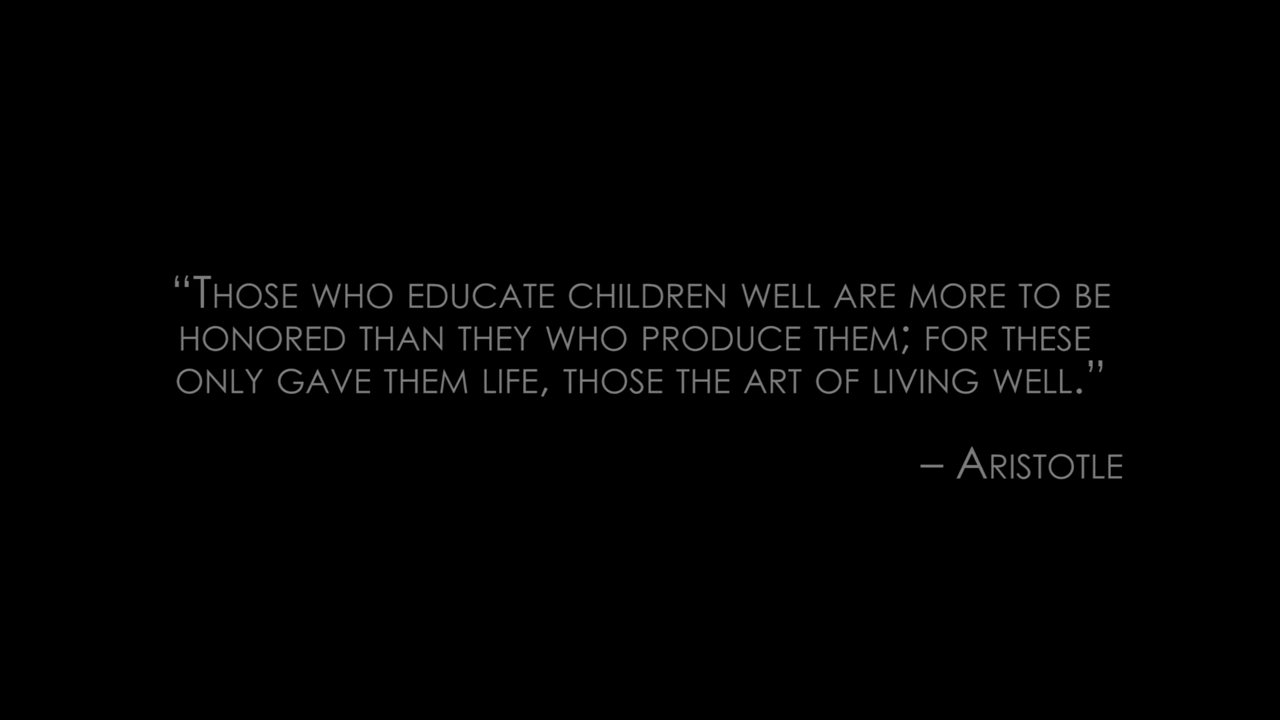 “Those who educate children well are more to be
honored than they who produce them; for these
only gave them life, those the art of living well.”
– Aristotle